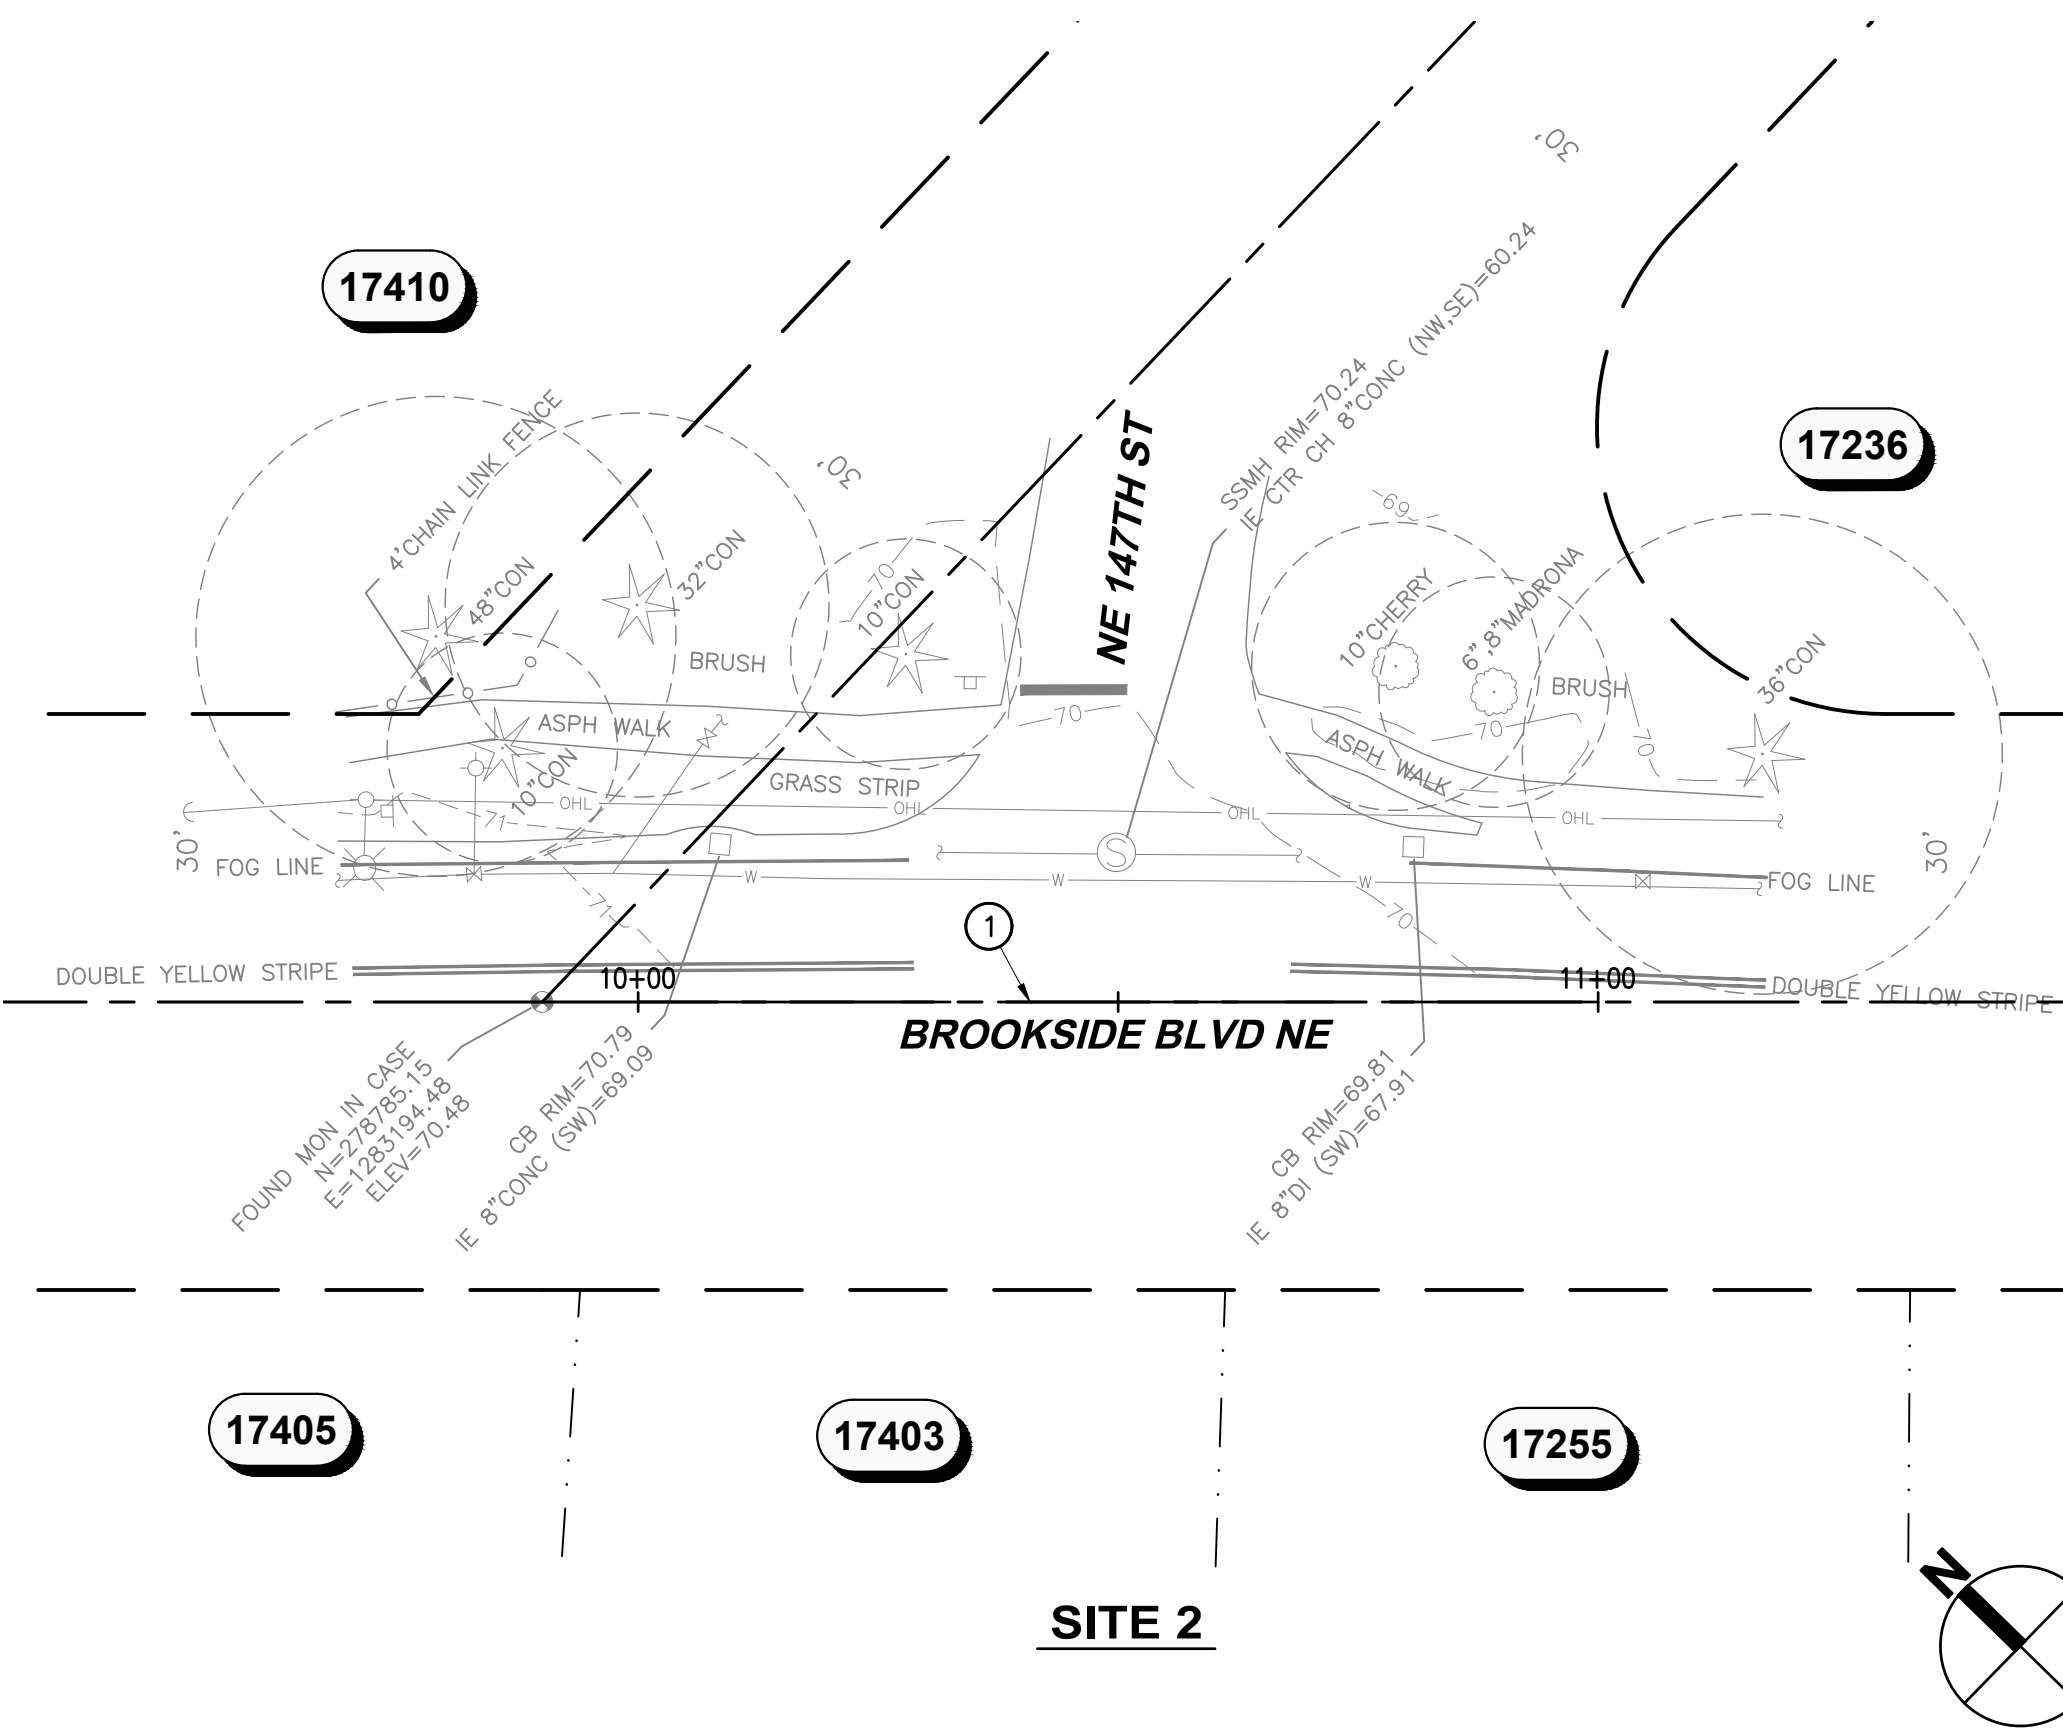 30'
17410
SSMH RIM=70.24
IE CTR CH 8"CONC (NW,SE)=60.24
17236
4'CHAIN LINK FENCE
30'
NE 147TH ST
-69
48"CON
32"CON
70
10"CON
10"CHERRY
6",8"MADRONA
BRUSH
BRUSH
36"CON
ASPH WALK
70
70
70
ASPH WALK
10"CON
GRASS STRIP
OHL
OHL
OHL
OHL
71
30'
30'
S
FOG LINE
W
W
W
FOG LINE
71
70
1
DOUBLE YELLOW STRIPE
10+00
11+00
DOUBLE YELLOW STRIPE
BROOKSIDE BLVD NE
FOUND MON IN CASE
N=278785.15
E=1283194.48
ELEV=70.48
CB RIM=70.79
IE 8"CONC (SW)=69.09
CB RIM=69.81
IE 8"DI (SW)=67.91
17405
17403
17255
N
SITE 2